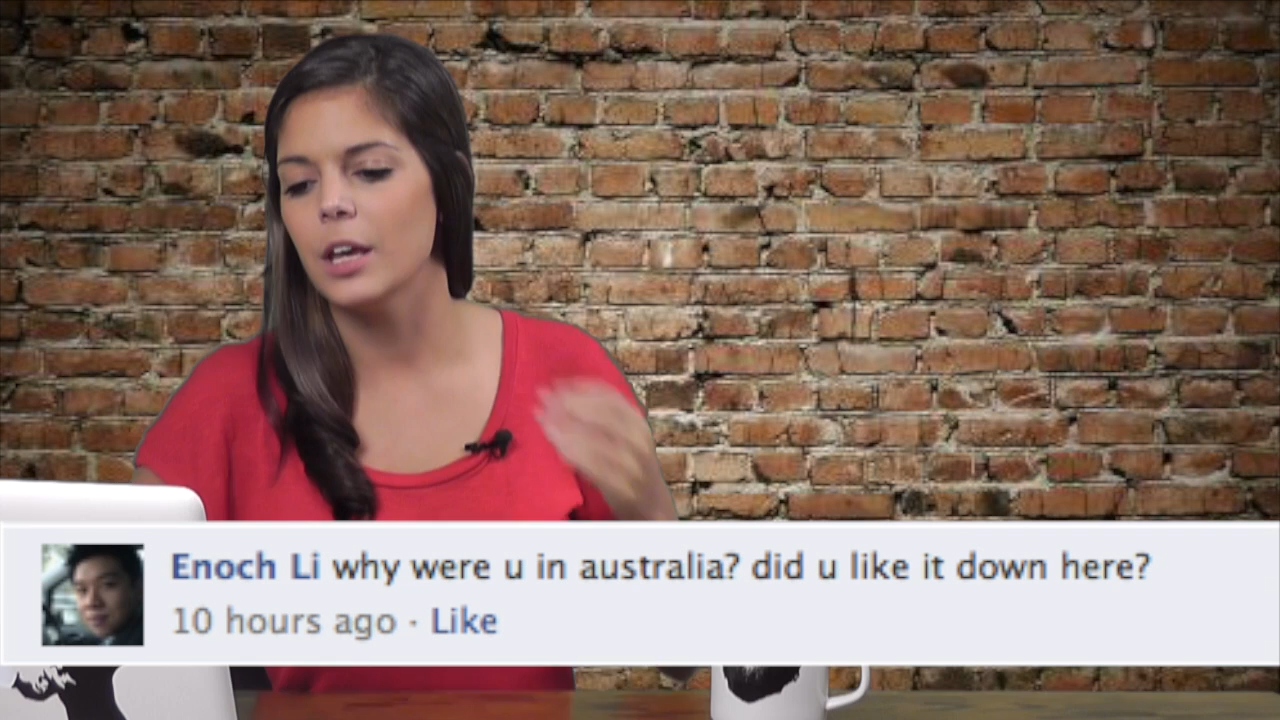 Enoch Li why were u in australia? did u like it down here?
10 hours ago · Like